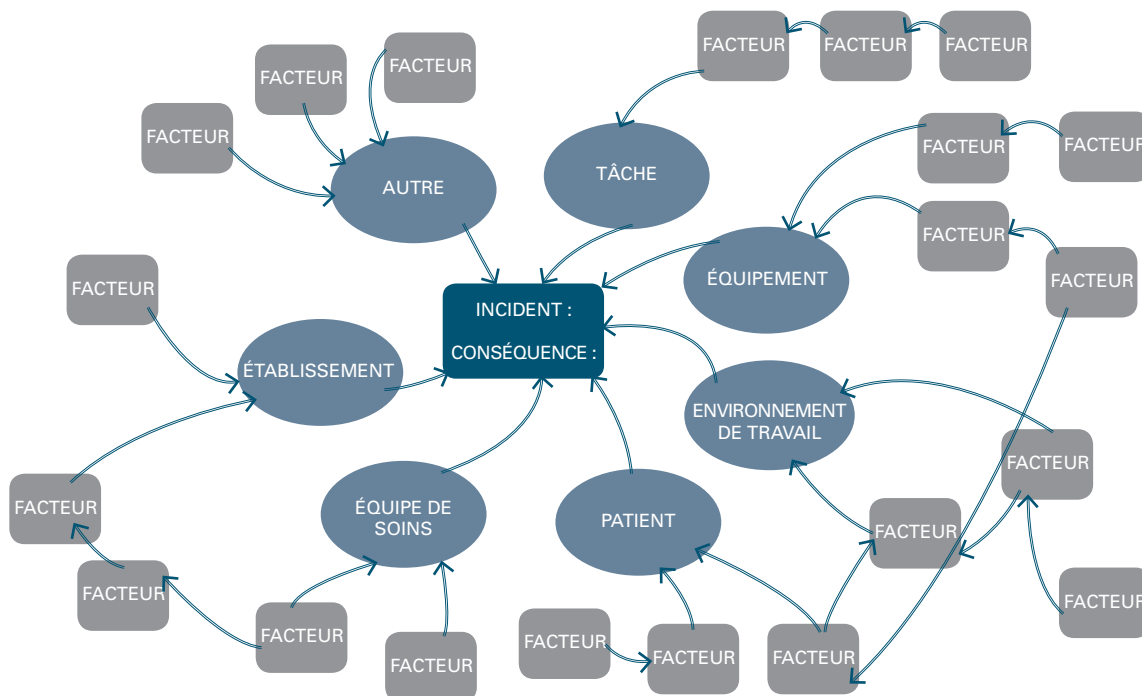 FACTEUR
FACTEUR
FACTEUR
FACTEUR
FACTEUR
FACTEUR
FACTEUR
FACTEUR
FACTEUR
TÂCHE
AUTRE
FACTEUR
FACTEUR
ÉQUIPEMENT
FACTEUR
INCIDENT :
CONSÉQUENCE :
ÉTABLISSEMENT
ENVIRONNEMENT
DE TRAVAIL
FACTEUR
FACTEUR
ÉQUIPE DE
SOINS
PATIENT
FACTEUR
FACTEUR
FACTEUR
FACTEUR
FACTEUR
FACTEUR
FACTEUR
FACTEUR